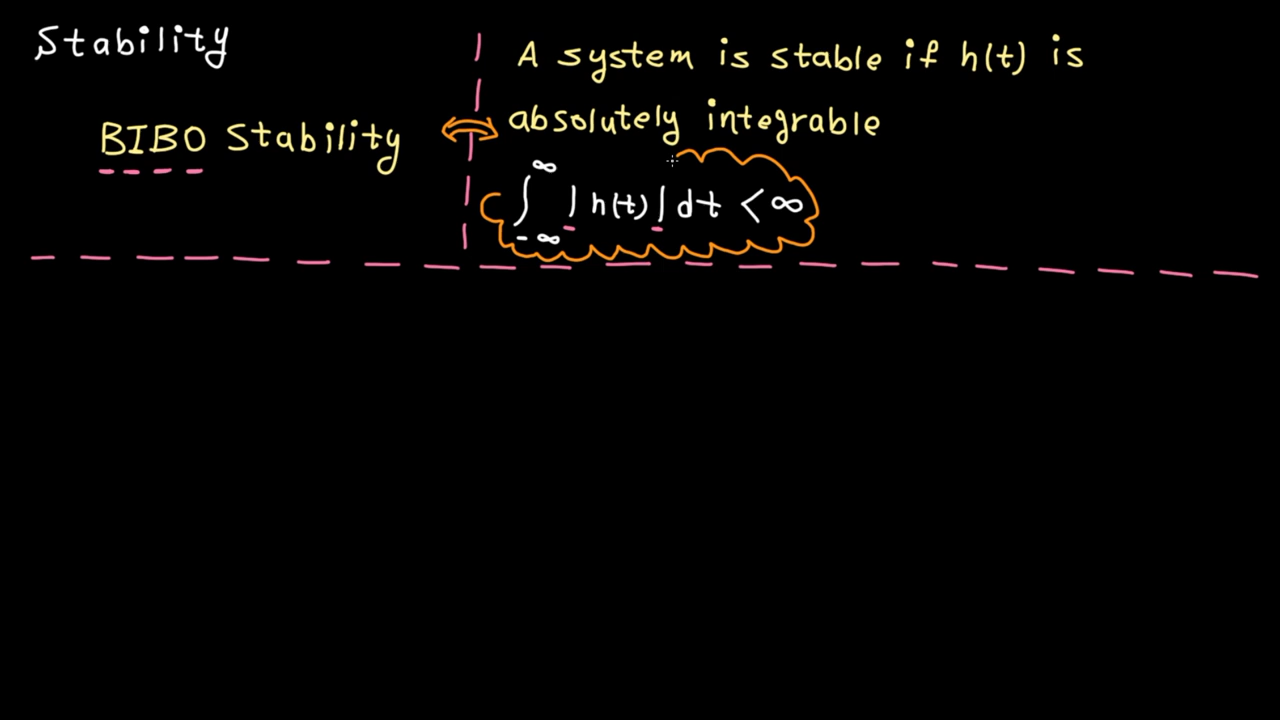 Stability
BIBO Stability
A system is stable if h(t) is
absolutely integrable
∫_{-∞}^{∞} |h(t)| dt < ∞